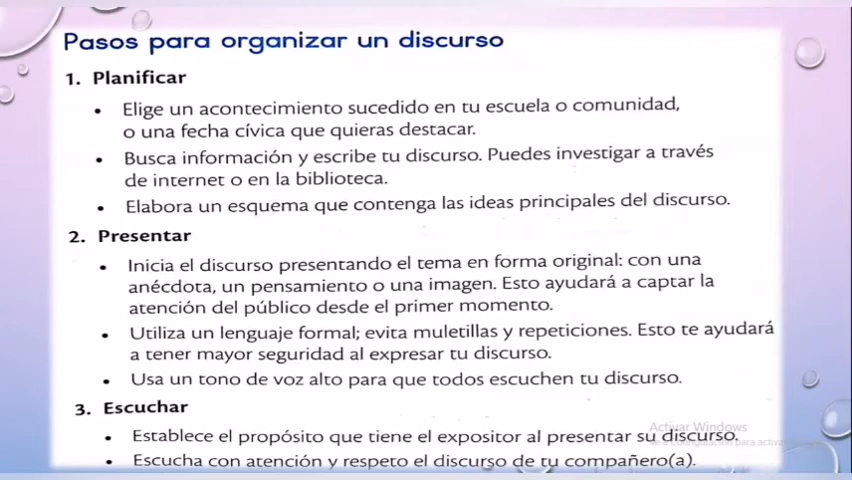 Pasos para organizar un discurso
1. Planificar
• Elige un acontecimiento sucedido en tu escuela o comunidad,
o una fecha cívica que quieras destacar.
• Busca información y escribe tu discurso. Puedes investigar a través
de internet o en la biblioteca.
• Elabora un esquema que contenga las ideas principales del discurso.
2. Presentar
• Inicia el discurso presentando el tema en forma original: con una
anécdota, un pensamiento o una imagen. Esto ayudará a captar la
atención del público desde el primer momento.
• Utiliza un lenguaje formal; evita muletillas y repeticiones. Esto te ayudará
a tener mayor seguridad al expresar tu discurso.
• Usa un tono de voz alto para que todos escuchen tu discurso.
3. Escuchar
Activar Windows
• Establece el propósito que tiene el expositor al presentar su discurso.
• Escucha con atención y respeto el discurso de tu compañero(a).